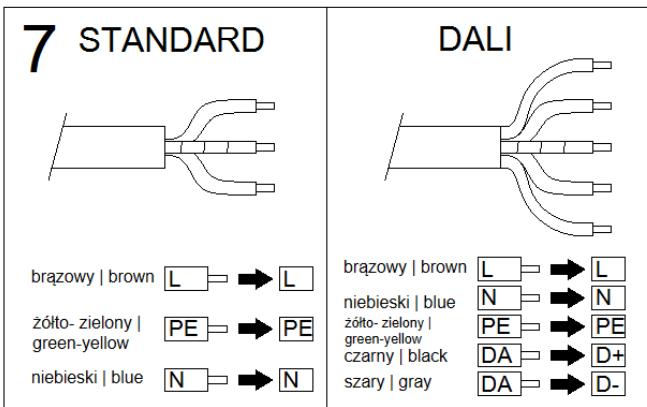 7 STANDARD
brązowy | brown L L
żółto- zielony |
green-yellow PE PE
niebieski | blue N N
DALI
brązowy | brown L L
niebieski | blue N N
żółto- zielony |
green-yellow PE PE
czarny | black DA D+
szary | gray DA D-